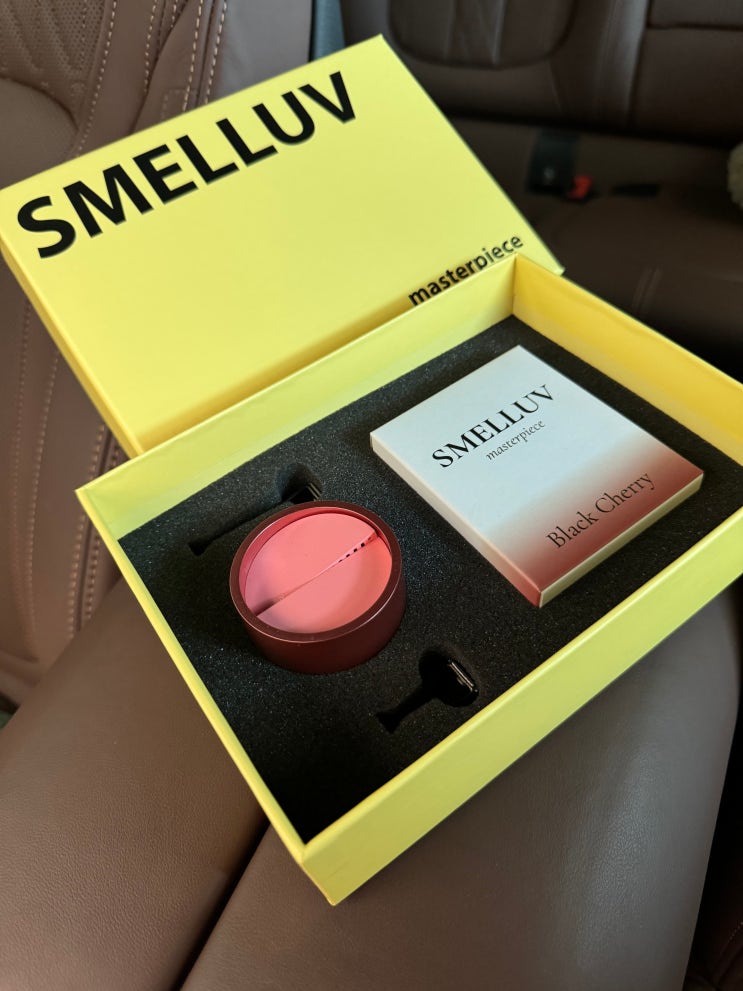 SMELLUV
masterpiece
SMELLUV
masterpiece
Black Cherry